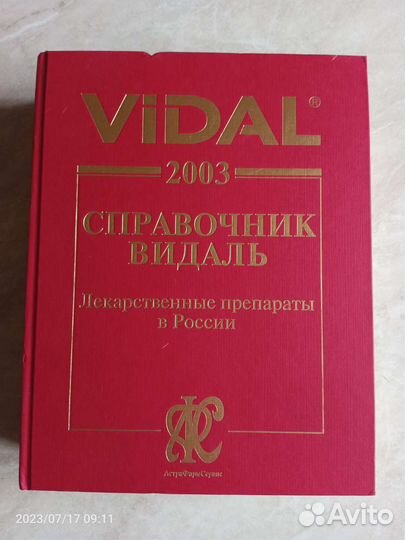 ViDAL®
2003
СПРАВОЧНИК
ВИДАЛЬ
Лекарственные препараты
в России
АстраФармСервис
2023/07/17 09:11
Avito